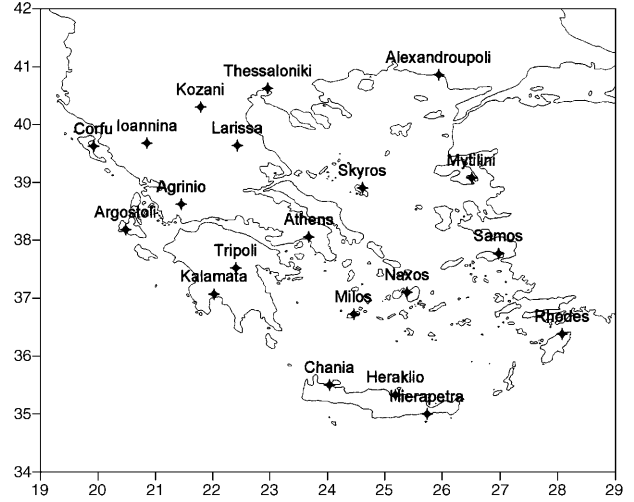 42
41
40
39
38
37
36
35
34
Alexandroupoli
Thessaloniki
Kozani
Corfu
Ioannina
Larissa
Mytilini
Skyros
Agrinio
Argostoli
Athens
Samos
Tripoli
Kalamata
Naxos
Milos
Rhodes
Chania
Heraklio
Hierapetra
19 20 21 22 23 24 25 26 27 28 29